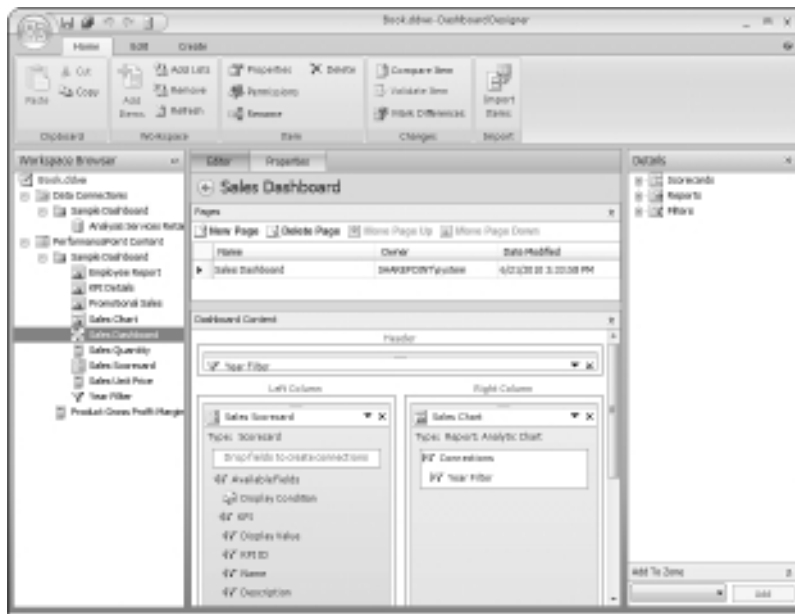 Book.ddwx - Dashboard Designer
Home Edit Create
Paste
Cut
Copy
Clipboard
Add Items
Add Lists
Remove
Refresh
Workspace
Properties
Permissions
Rename
Delete
Item
Compare Item
Validate Item
Mark Differences
Changes
Import Items
Import
Workspace Browser
Book.ddwx
Data Connections
Sample Dashboard
Analysis Services Retai
PerformancePoint Content
Sample Dashboard
Employee Report
KPI Details
Promotional Sales
Sales Chart
Sales Dashboard
Sales Quantity
Sales Scorecard
Sales Unit Price
Year Filter
Product Gross Profit Margin
Editor Properties
Sales Dashboard
Pages
New Page Delete Page Move Page Up Move Page Down
Name Owner Date Modified
Sales Dashboard SHAREPOINT\system
Dashboard Content
Header
Year Filter
Left Column
Sales Scorecard
Type: Scorecard
Drop fields to create connections
Available Fields
Display Condition
KPI
Display Value
KPI ID
Name
Description
Right Column
Sales Chart
Type: Report: Analytic Chart
Connections
Year Filter
Details
Scorecards
Reports
Filters
Add To Zone
Add